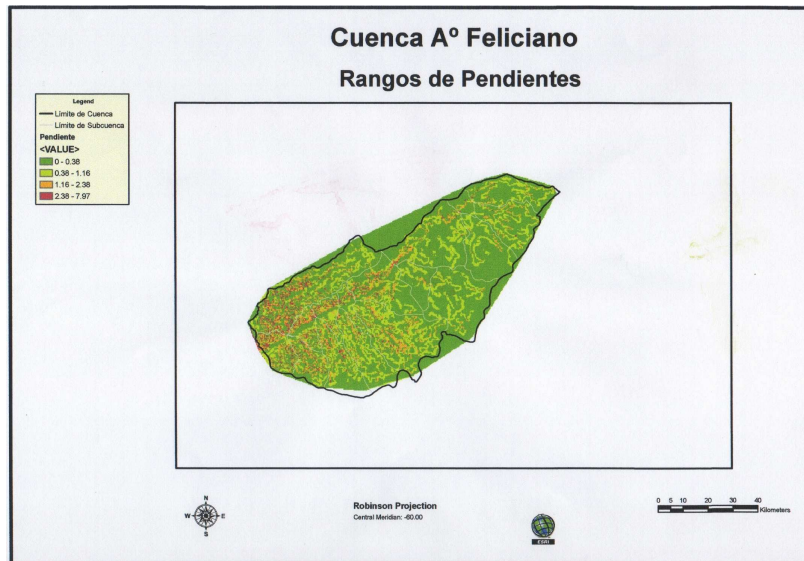 Cuenca Aº Feliciano
Rangos de Pendientes
Legend
Límite de Cuenca
Límite de Subcuenca
Pendiente
<VALUE>
0 - 0.38
0.38 - 1.16
1.16 - 2.38
2.38 - 7.97
N
W E
S
Robinson Projection
Central Meridian: -60.00
ESRI
0 5 10 20 30 40
Kilometers